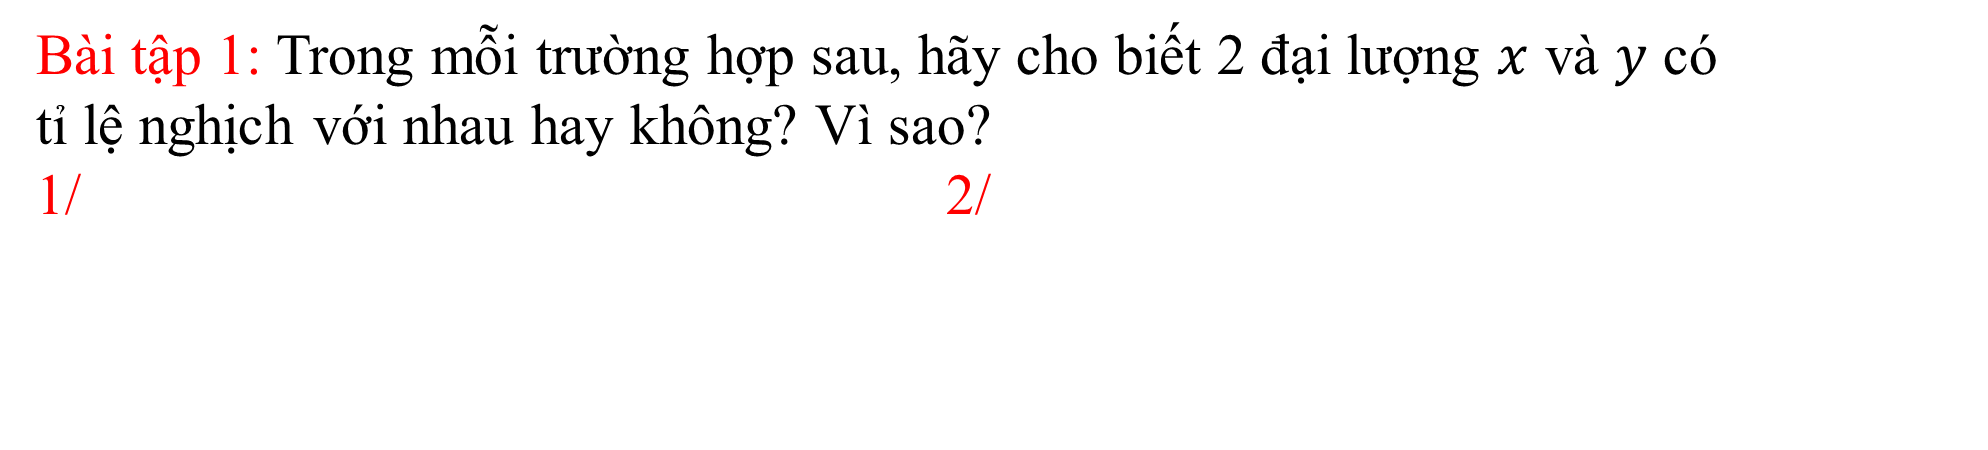 Bài tập 1: Trong mỗi trường hợp sau, hãy cho biết 2 đại lượng x và y có
tỉ lệ nghịch với nhau hay không? Vì sao?
1/ 2/